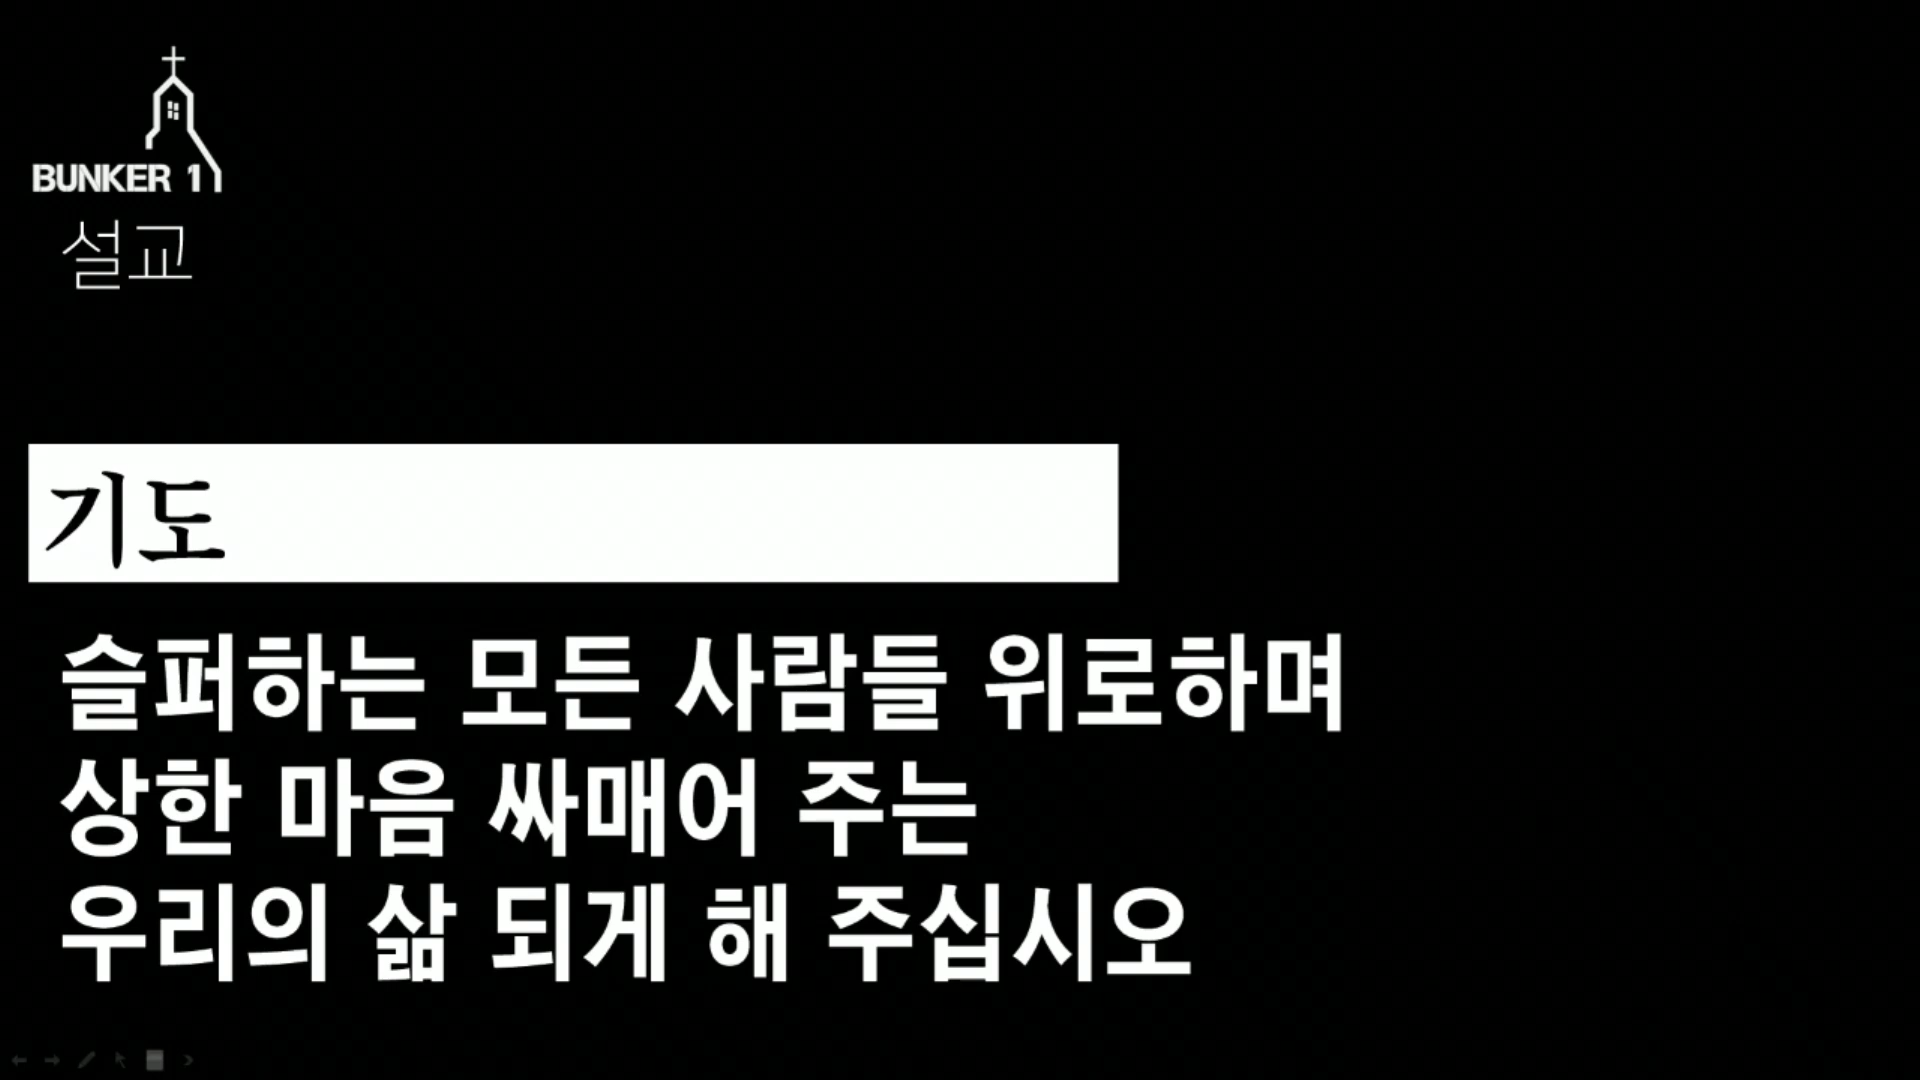 BUNKER 1
설교
기도
슬퍼하는 모든 사람들 위로하며
상한 마음 싸매어 주는
우리의 삶 되게 해 주십시오